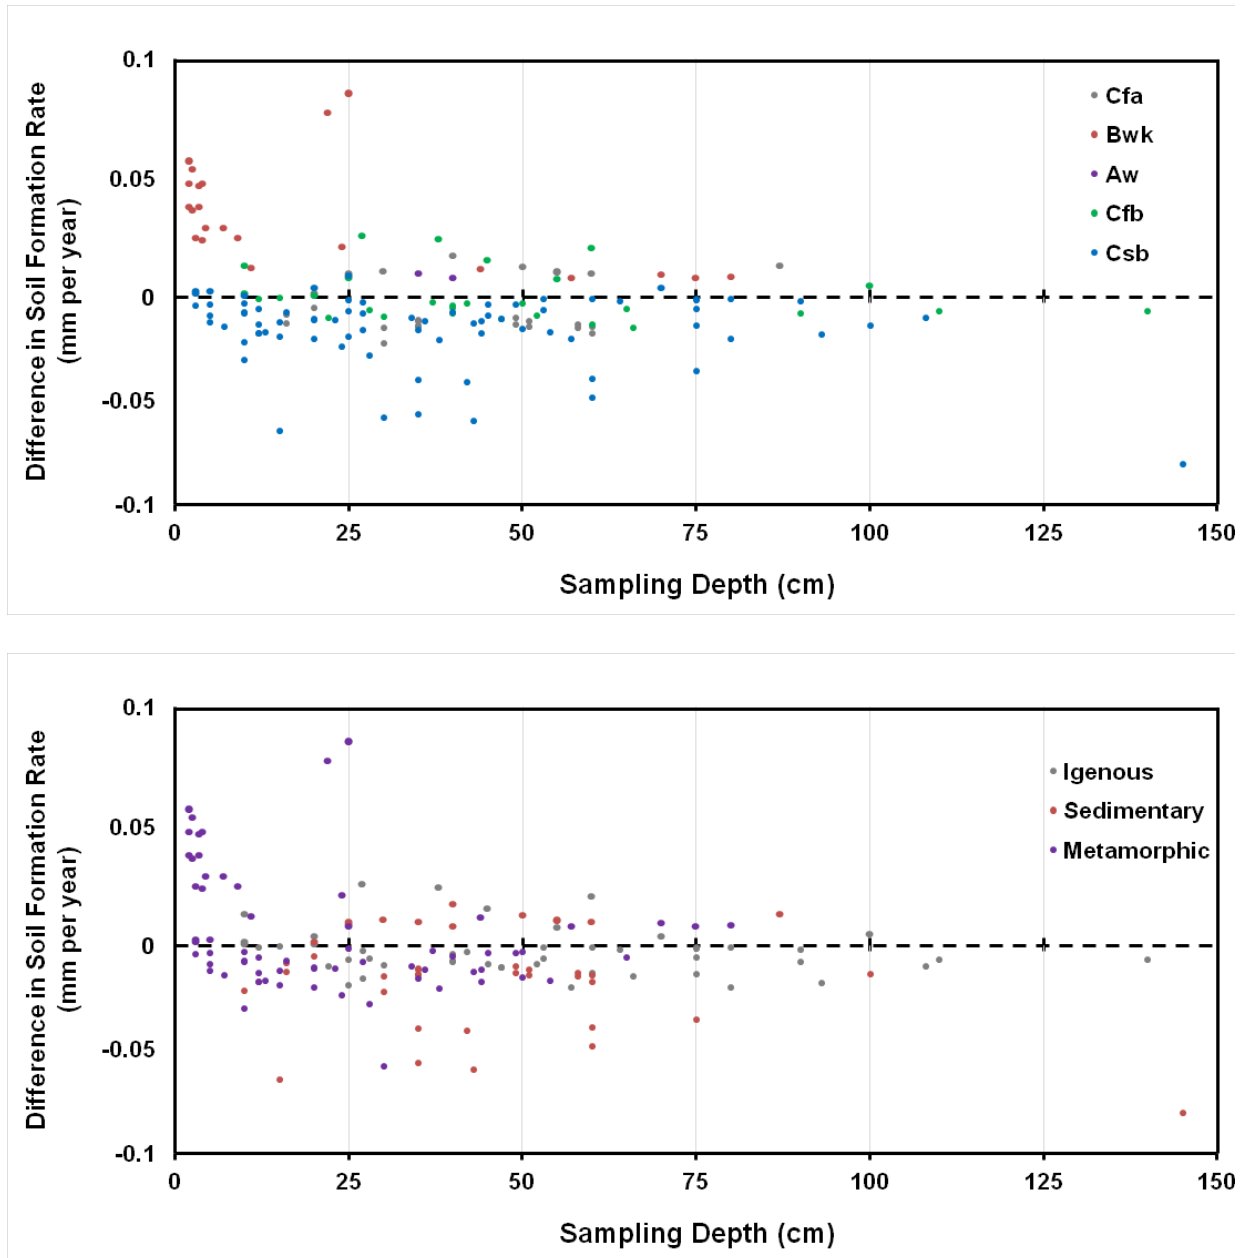 0.1
0.05
0
-0.05
-0.1
Difference in Soil Formation Rate
(mm per year)
Cfa
Bwk
Aw
Cfb
Csb
0 25 50 75 100 125 150
Sampling Depth (cm)
0.1
0.05
0
-0.05
-0.1
Difference in Soil Formation Rate
(mm per year)
Igenous
Sedimentary
Metamorphic
0 25 50 75 100 125 150
Sampling Depth (cm)